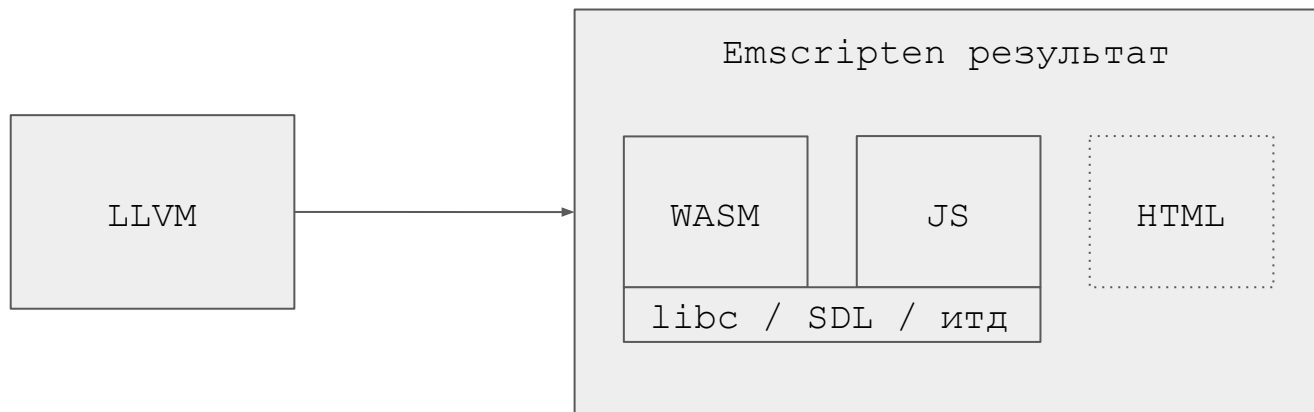 Emscripten результат
LLVM
WASM
JS
HTML
libc / SDL / итд